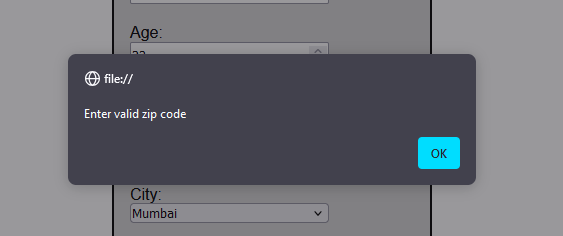 Age:
file://
Enter valid zip code
OK
City:
Mumbai